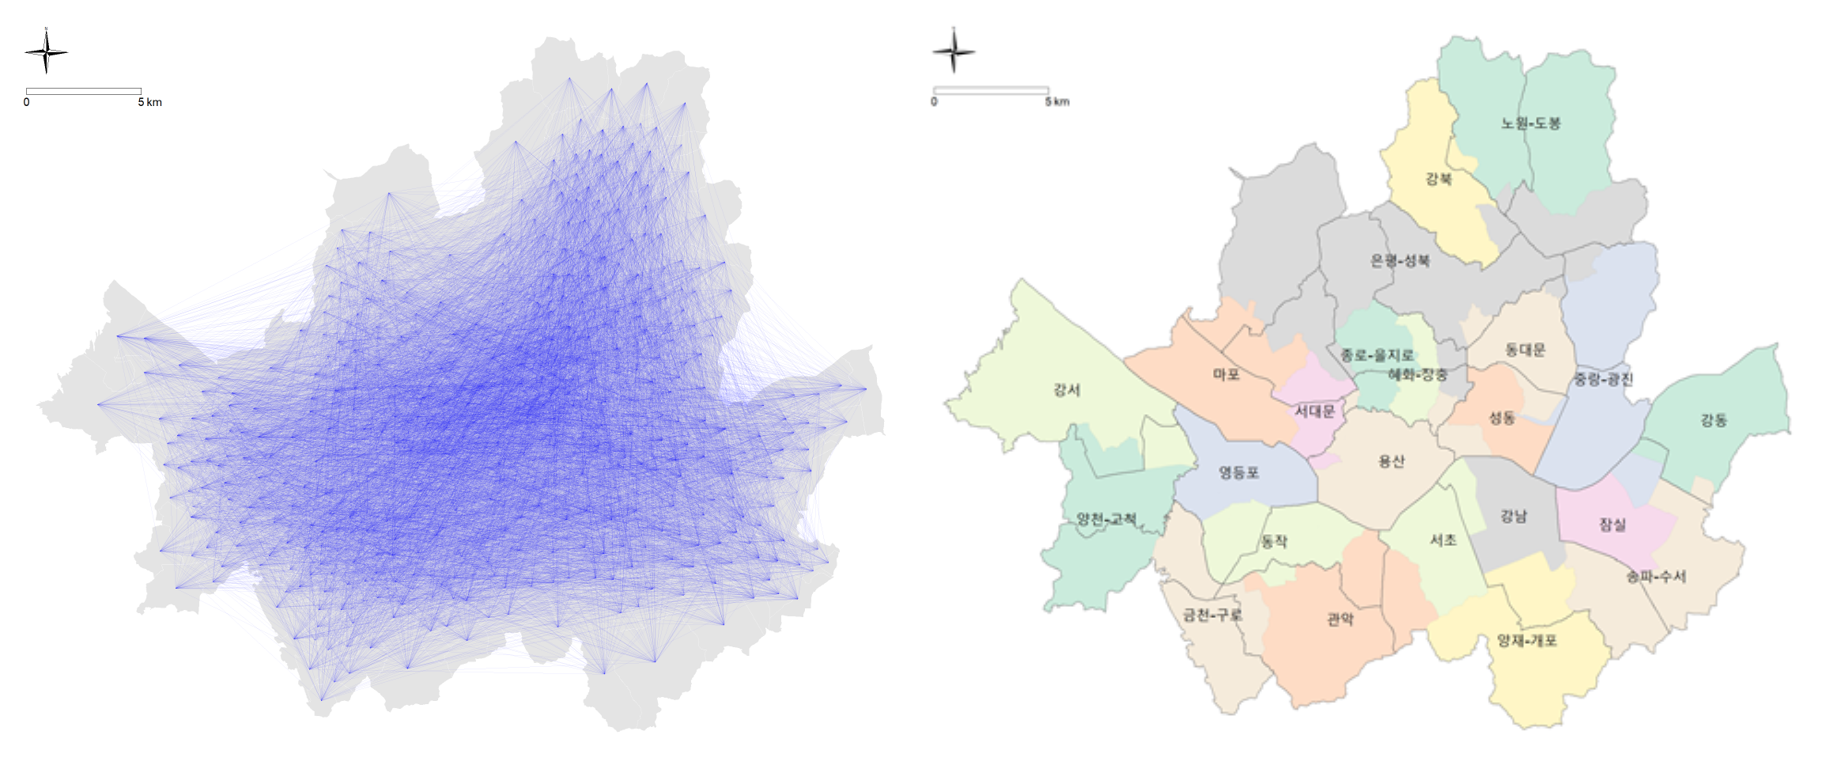 0 5 km
0 5 km
노원-도봉
강북
은평-성북
종로-을지로
동대문
마포
혜화-장충
중랑-광진
강서
서대문
성동
강동
용산
영등포
양천-고척
강남
잠실
동작
서초
송파-수서
금천-구로
관악
양재-개포